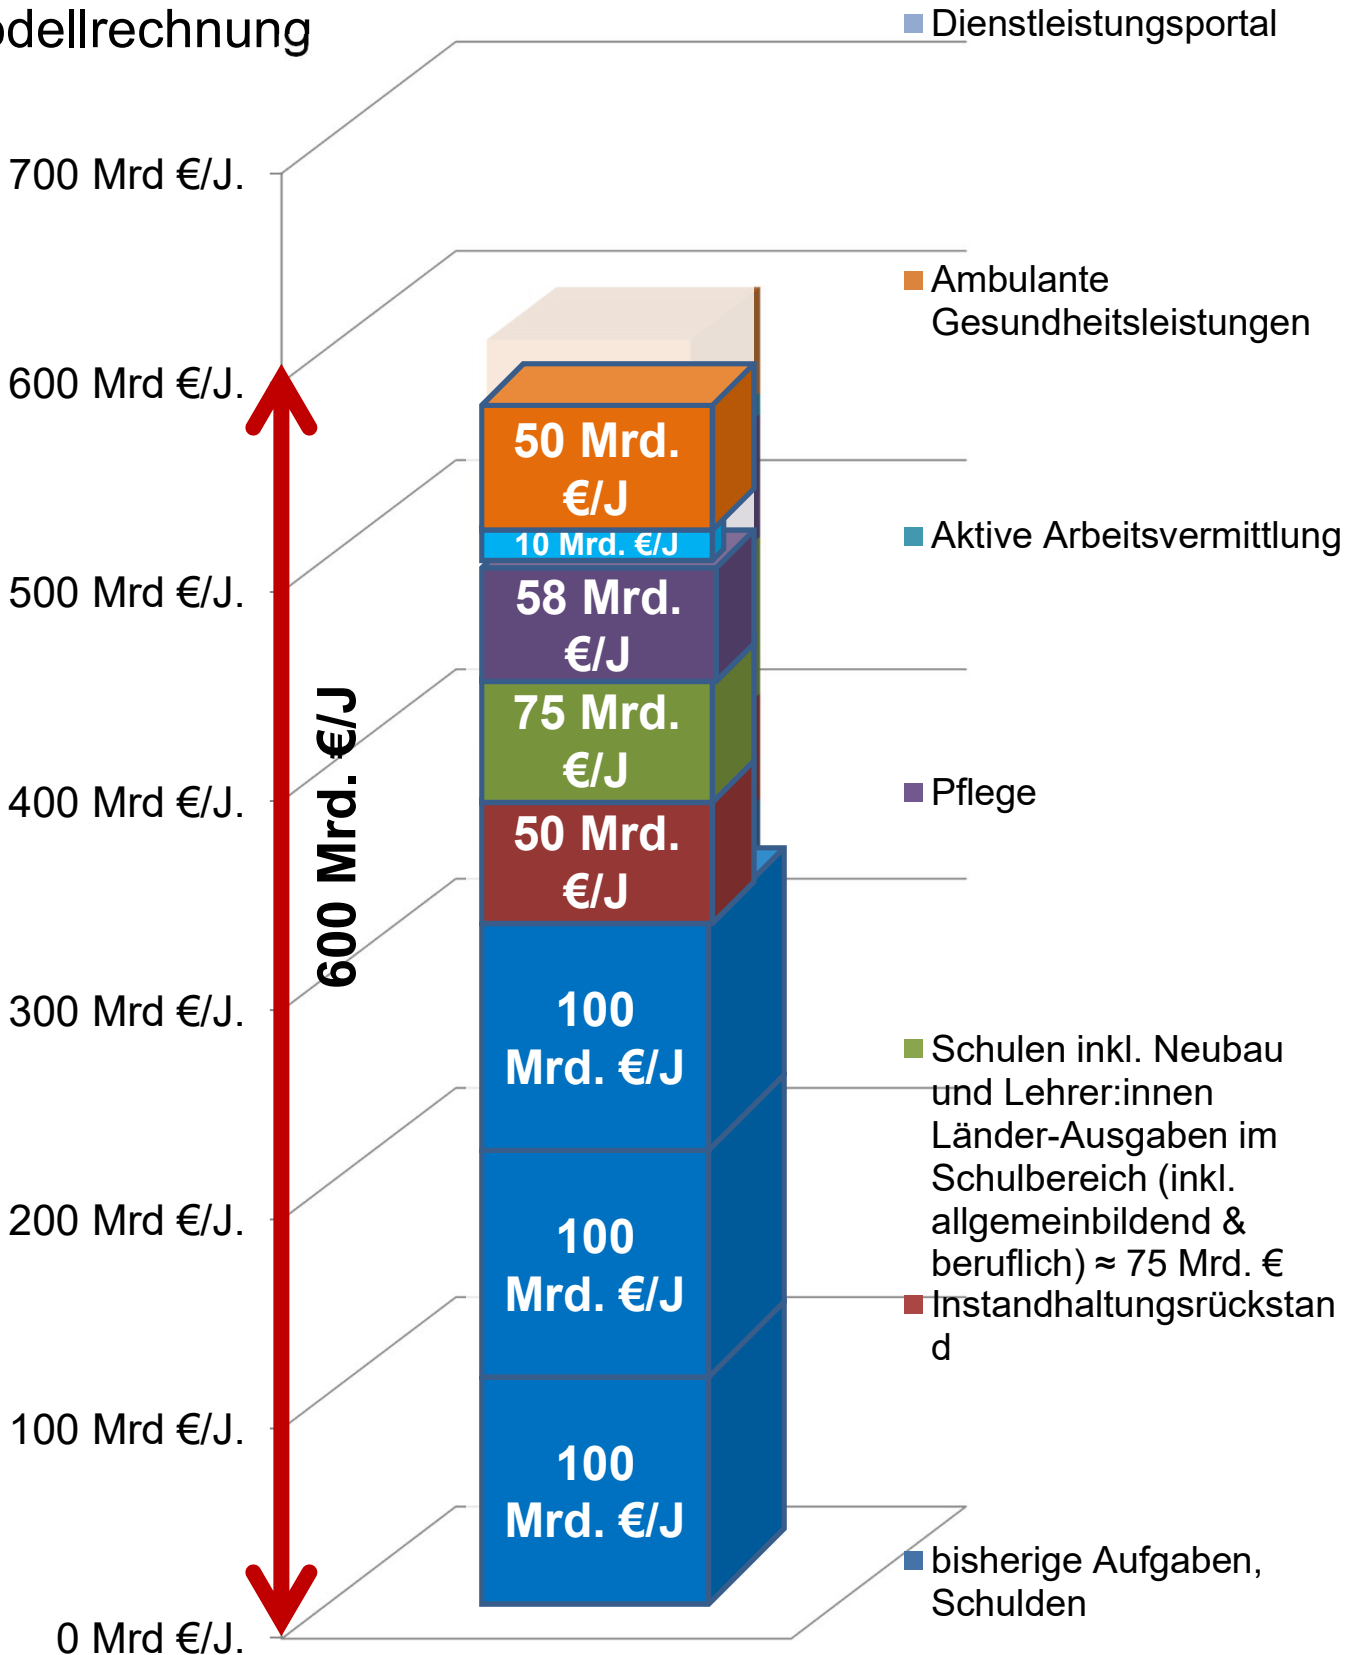 odellrechnung
700 Mrd €/J.
600 Mrd €/J.
500 Mrd €/J.
400 Mrd €/J.
300 Mrd €/J.
200 Mrd €/J.
100 Mrd €/J.
0 Mrd €/J.
600 Mrd. €/J
50 Mrd.
€/J
10 Mrd. €/J
58 Mrd.
€/J
75 Mrd.
€/J
50 Mrd.
€/J
100
Mrd. €/J
100
Mrd. €/J
100
Mrd. €/J
Dienstleistungsportal
Ambulante
Gesundheitsleistungen
Aktive Arbeitsvermittlung
Pflege
Schulen inkl. Neubau
und Lehrer:innen
Länder-Ausgaben im
Schulbereich (inkl.
allgemeinbildend &
beruflich) ≈ 75 Mrd. €
Instandhaltungsrückstan
d
bisherige Aufgaben,
Schulden